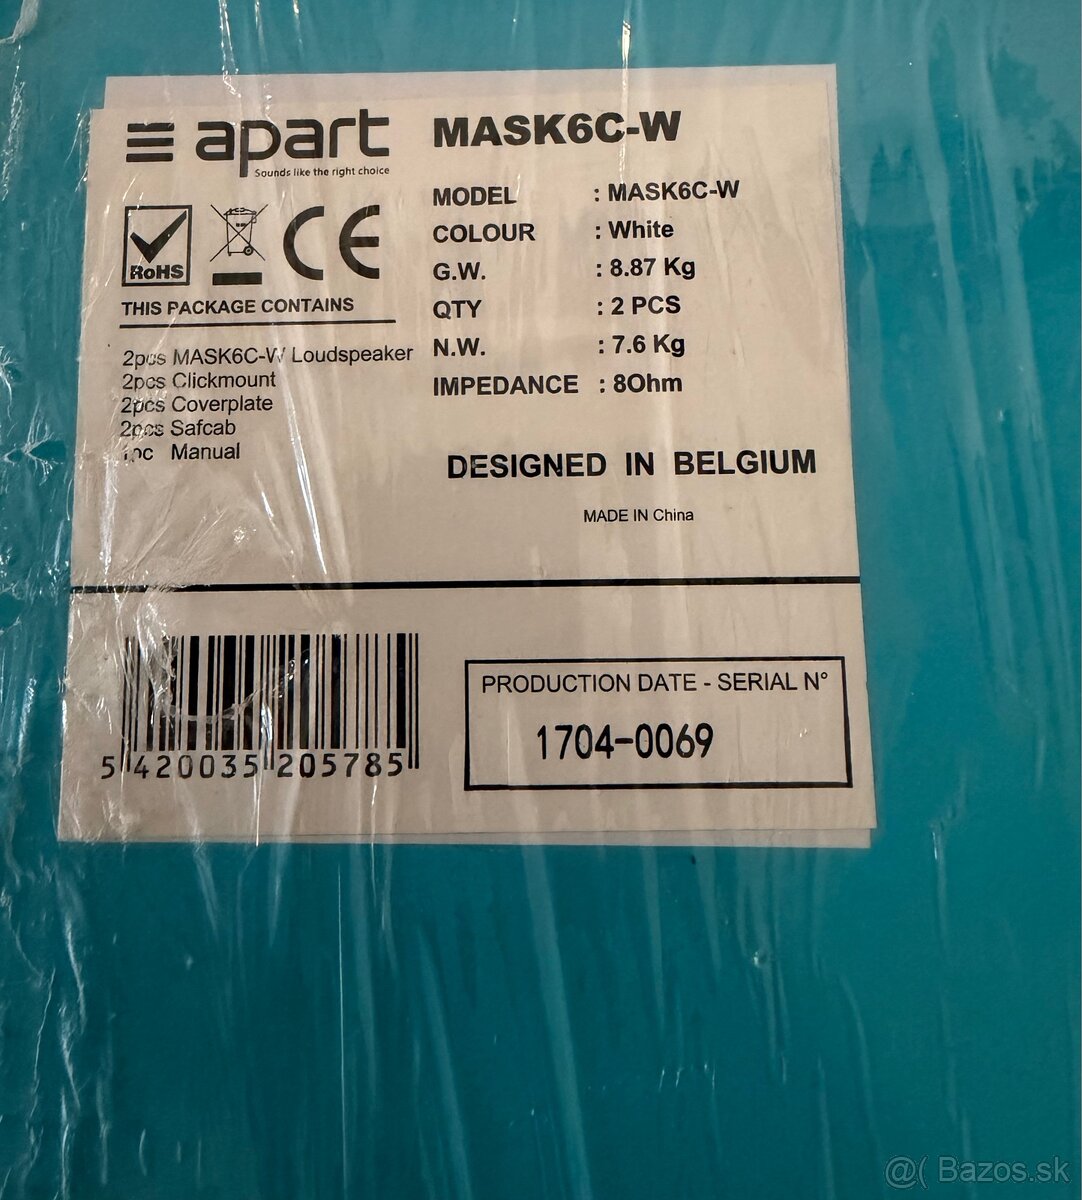 apart
Sounds like the right choice
RoHS
CE
THIS PACKAGE CONTAINS
2pcs MASK6C-W Loudspeaker
2pcs Clickmount
2pcs Coverplate
2pcs Safcab
1pc Manual
MASK6C-W
MODEL : MASK6C-W
COLOUR : White
G.W. : 8.87 Kg
QTY : 2 PCS
N.W. : 7.6 Kg
IMPEDANCE : 8Ohm
DESIGNED IN BELGIUM
MADE IN China
5 420035 205785
PRODUCTION DATE - SERIAL N°
1704-0069
@( Bazos.sk